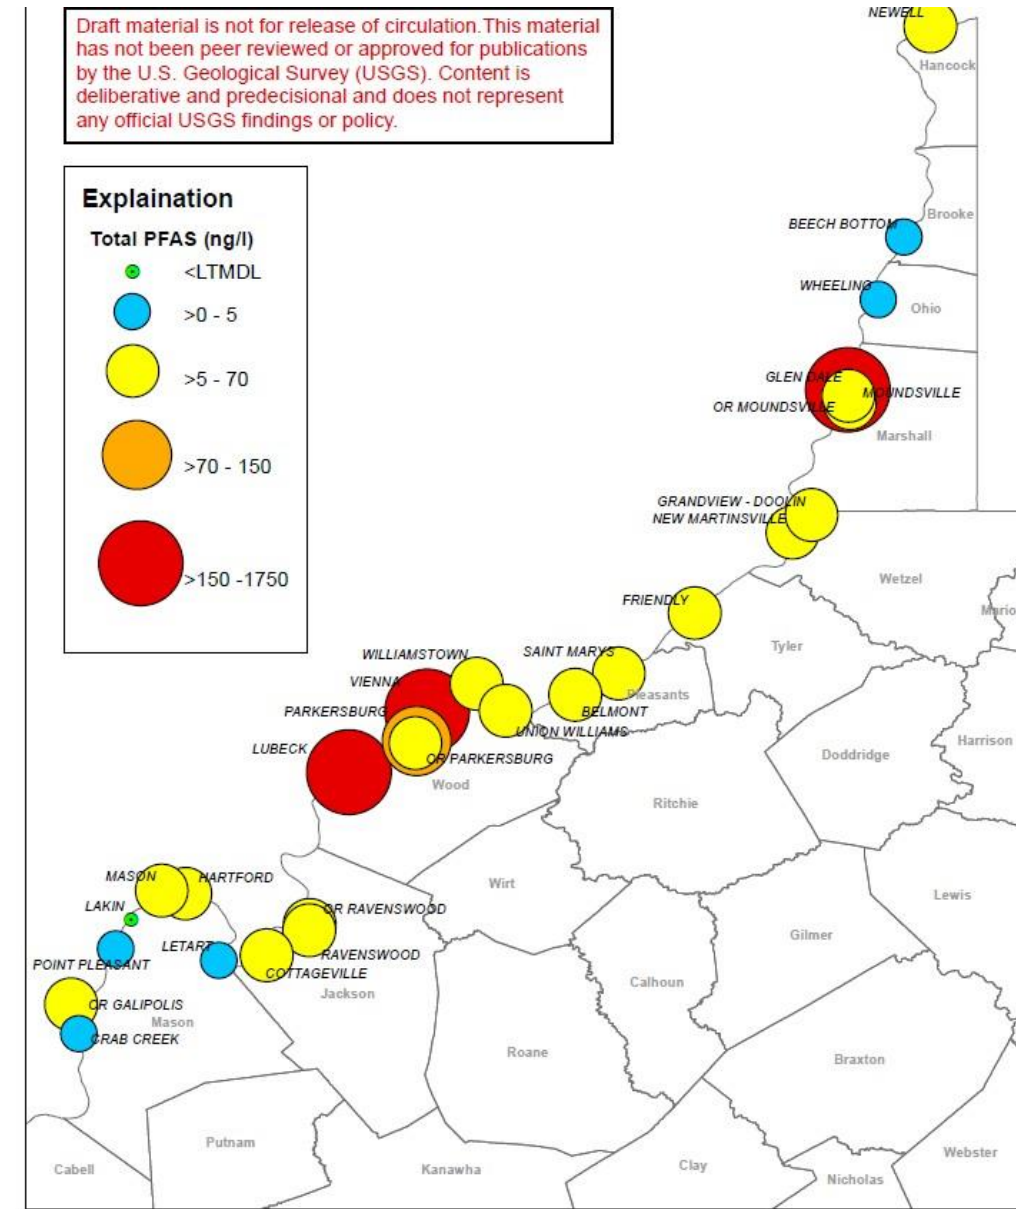 Draft material is not for release of circulation.This material
has not been peer reviewed or approved for publications
by the U.S. Geological Survey (USGS). Content is
deliberative and predecisional and does not represent
any official USGS findings or policy.
Explaination
Total PFAS (ng/l)
<LTMDL
>0 - 5
>5 - 70
>70 - 150
>150 -1750
NEWELL
Hancock
Brooke
BEECH BOTTOM
WHEELING
Ohio
GLEN DALE
MOUNDSVILLE
OR MOUNDSVILLE
Marshall
GRANDVIEW - DOOLIN
NEW MARTINSVILLE
Wetzel
FRIENDLY
Tyler
SAINT MARYS
WILLIAMSTOWN
VIENNA
Pleasants
PARKERSBURG
BELMONT
UNION WILLIAMS
LUBECK
OR PARKERSBURG
Harrison
Doddridge
Wood
Ritchie
MASON
HARTFORD
Wirt
Lewis
LAKIN
OR RAVENSWOOD
Gilmer
LETART
RAVENSWOOD
POINT PLEASANT
COTTAGEVILLE
Calhoun
Jackson
OR GALIPOLIS
Mason
CRAB CREEK
Roane
Braxton
Putnam
Webster
Cabell
Kanawha
Clay
Nicholas